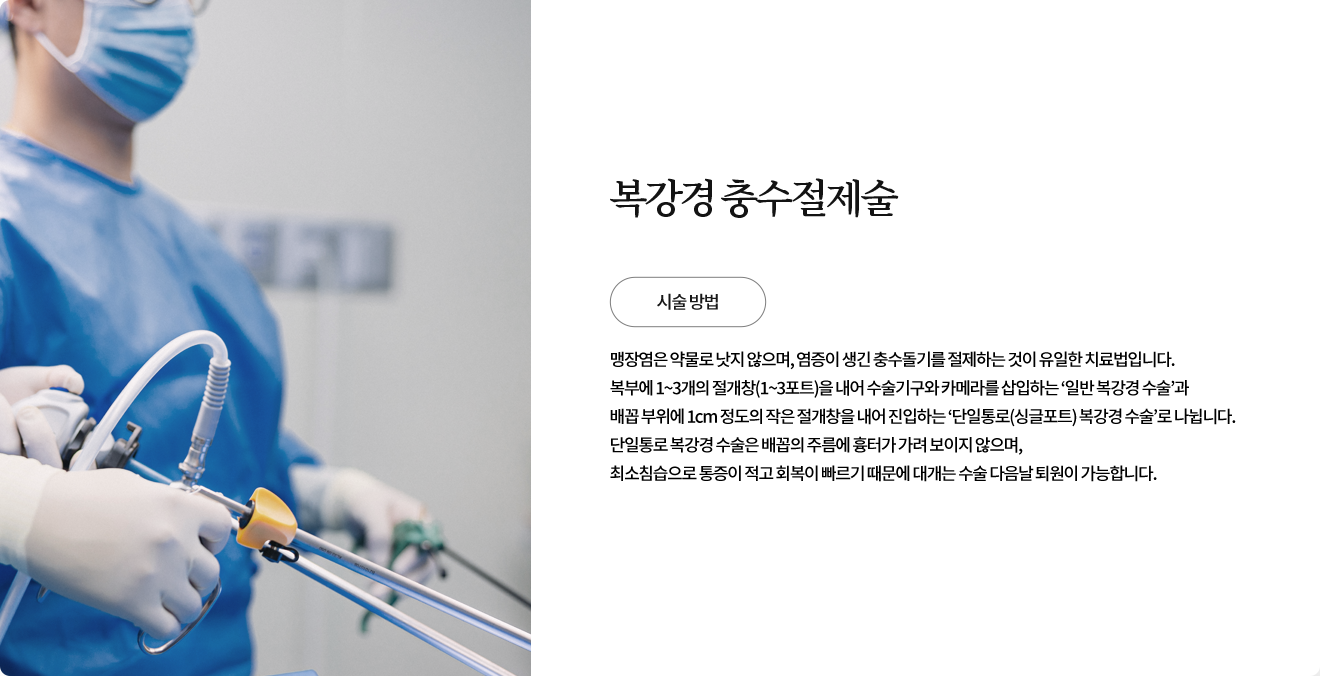 복강경 충수절제술
시술 방법
맹장염은 약물로 낫지 않으며, 염증이 생긴 충수돌기를 절제하는 것이 유일한 치료법입니다.
복부에 1~3개의 절개창(1~3포트)을 내어 수술기구와 카메라를 삽입하는 ‘일반 복강경 수술’과
배꼽 부위에 1cm 정도의 작은 절개창을 내어 진입하는 ‘단일통로(싱글포트) 복강경 수술’로 나뉩니다.
단일통로 복강경 수술은 배꼽의 주름에 흉터가 가려 보이지 않으며,
최소침습으로 통증이 적고 회복이 빠르기 때문에 대개는 수술 다음날 퇴원이 가능합니다.